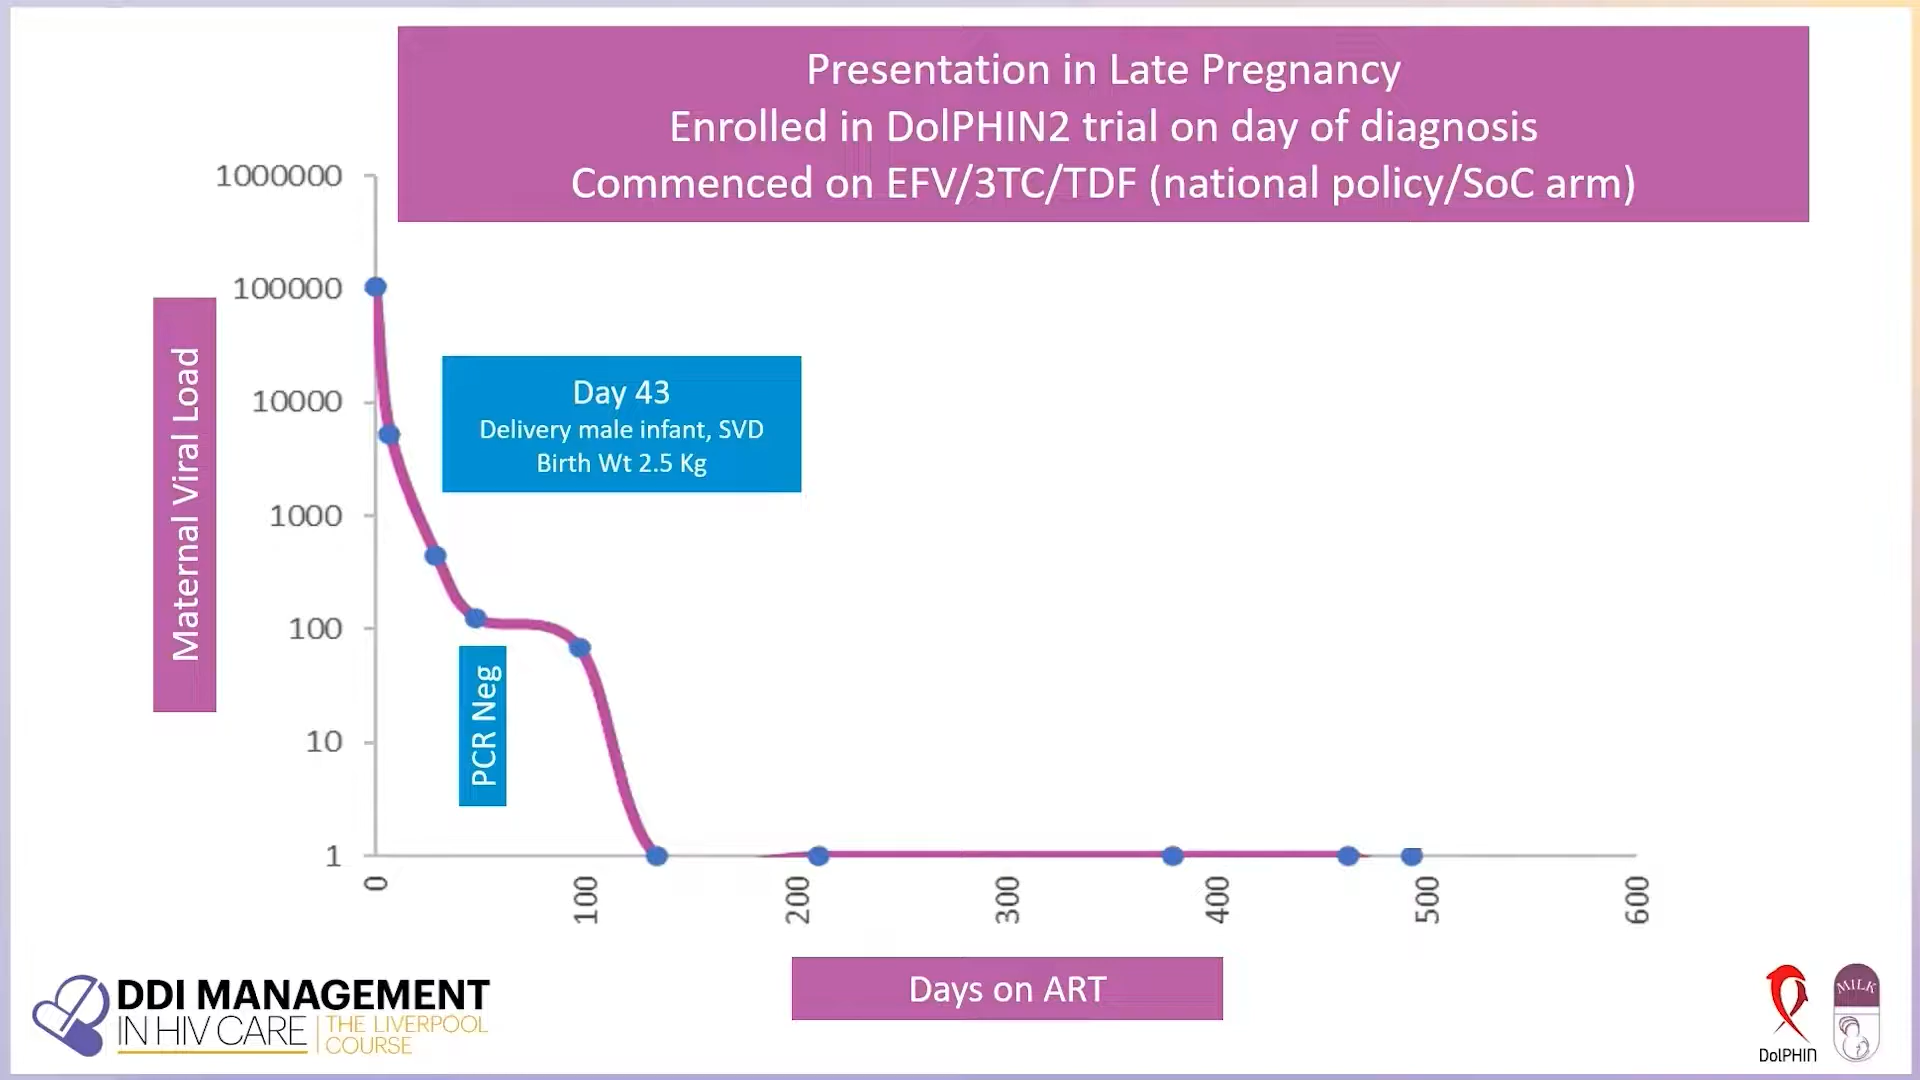 Presentation in Late Pregnancy
Enrolled in DolPHIN2 trial on day of diagnosis
Commenced on EFV/3TC/TDF (national policy/SoC arm)
Maternal Viral Load
1000000
100000
10000
1000
100
10
1
Day 43
Delivery male infant, SVD
Birth Wt 2.5 Kg
PCR Neg
0
100
200
300
400
500
600
Days on ART
DDI MANAGEMENT
IN HIV CARE
THE LIVERPOOL
COURSE
DolPHIN
MILK